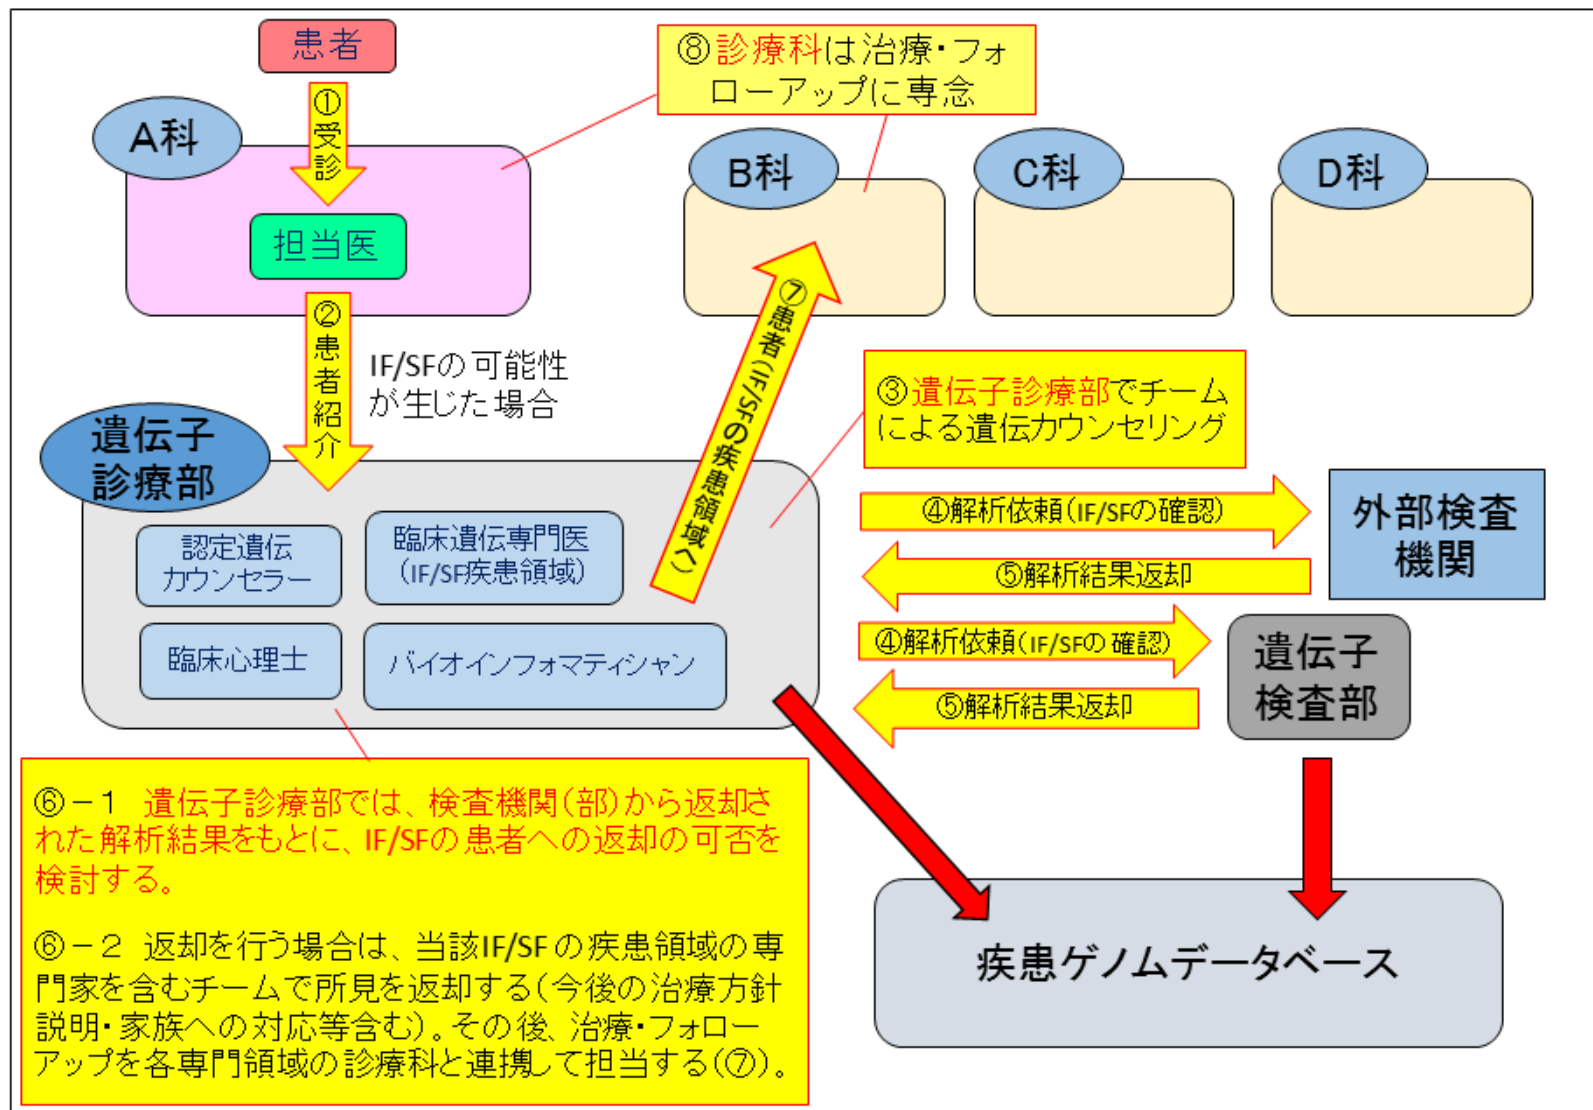 患者
⑧診療科は治療・フォ
ローアップに専念
①受診
A科
B科
C科
D科
担当医
②患者紹介
IF/SFの可能性
が生じた場合
⑦患者(IF/SFの疾患領域へ)
③遺伝子診療部でチーム
による遺伝カウンセリング
遺伝子
診療部
認定遺伝
カウンセラー
臨床遺伝専門医
(IF/SF疾患領域)
臨床心理士
バイオインフォマティシャン
④解析依頼(IF/SFの確認)
⑤解析結果返却
外部検査
機関
④解析依頼(IF/SFの確認)
⑤解析結果返却
遺伝子
検査部
⑥-1 遺伝子診療部では、検査機関(部)から返却さ
れた解析結果をもとに、IF/SFの患者への返却の可否を
検討する。
⑥-2 返却を行う場合は、当該IF/SFの疾患領域の専
門家を含むチームで所見を返却する(今後の治療方針
説明・家族への対応等含む)。その後、治療・フォロー
アップを各専門領域の診療科と連携して担当する(⑦)。
疾患ゲノムデータベース